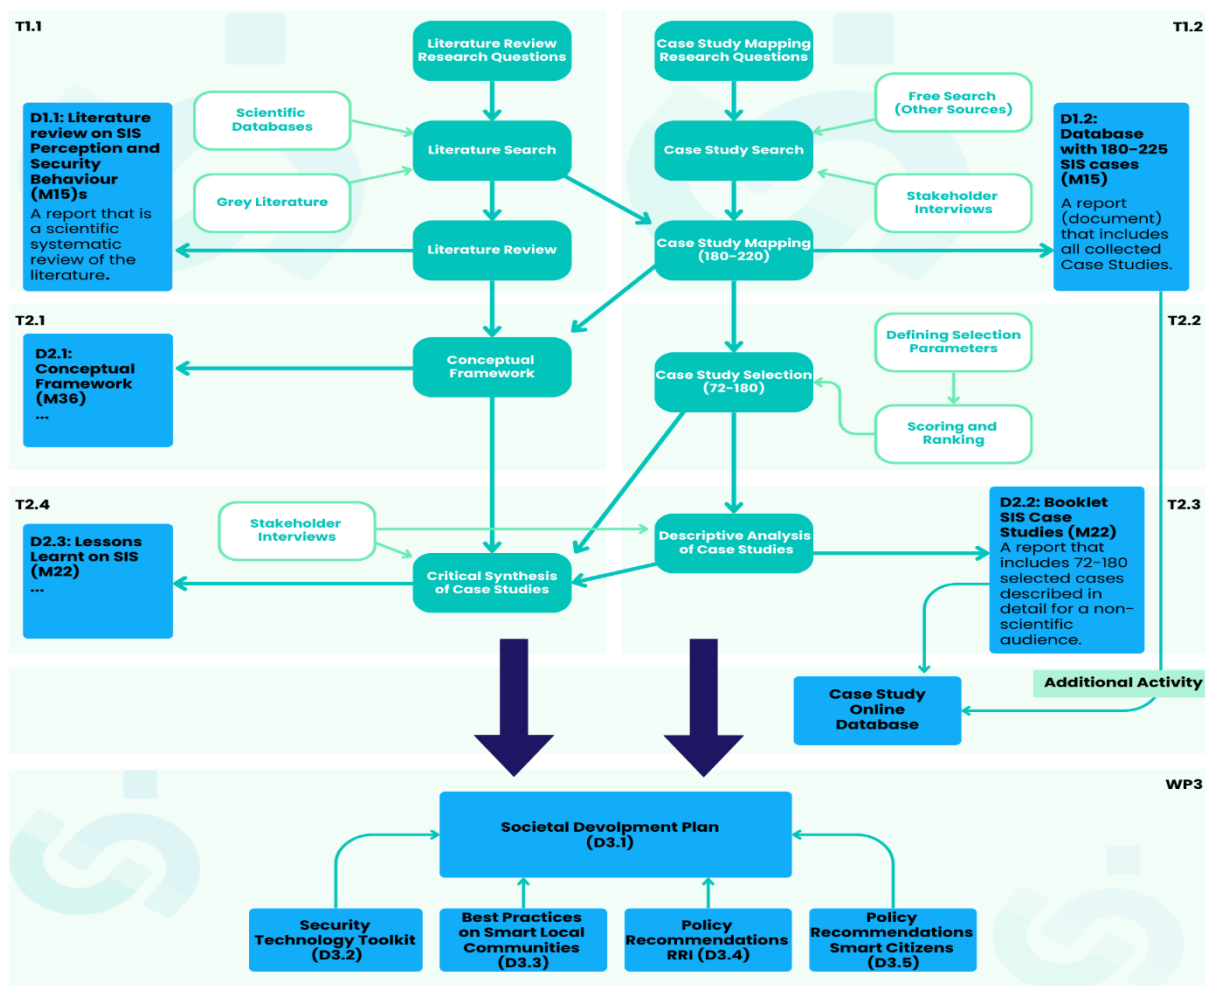 T1.1
Literature Review
Research Questions
Case Study Mapping
Research Questions
T1.2
Scientific
Databases
Free Search
(Other Sources)
D1.1: Literature
review on SIS
Perception and
Security
Behaviour
(M15)s
A report that is
a scientific
systematic
review of the
literature.
Literature Search
Case Study Search
D1.2:
Database
with 180-225
SIS cases
(M15)
A report
(document)
that includes
all collected
Case Studies.
Grey Literature
Stakeholder
Interviews
Literature Review
Case Study Mapping
(180-220)
T2.1
T2.2
D2.1:
Conceptual
Framework
(M36)
...
Conceptual
Framework
Case Study Selection
(72-180)
Defining Selection
Parameters
Scoring and
Ranking
T2.4
T2.3
D2.3: Lessons
Learnt on SIS
(M22)
...
Stakeholder
Interviews
Descriptive Analysis
of Case Studies
D2.2: Booklet
SIS Case
Studies (M22)
A report that
includes 72-180
selected cases
described in
detail for a non-
scientific
audience.
Critical Synthesis
of Case Studies
Additional Activity
Case Study
Online
Database
WP3
Societal Devolpment Plan
(D3.1)
Security
Technology Toolkit
(D3.2)
Best Practices
on Smart Local
Communities
(D3.3)
Policy
Recommendations
RRI (D3.4)
Policy
Recommendations
Smart Citizens
(D3.5)